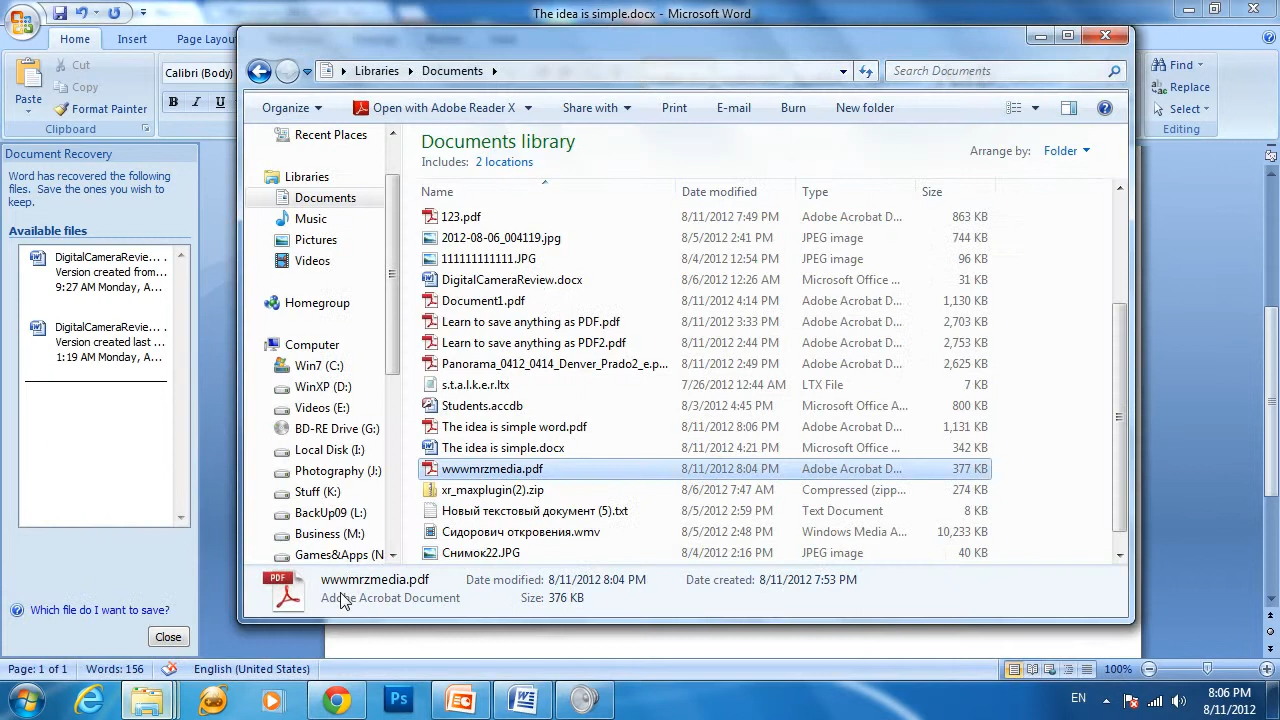 The idea is simple.docx - Microsoft Word
Home
Insert
Page Layou
Cut
Copy
Paste
Format Painter
Clipboard
Calibri (Body)
B I U
Find
Replace
Select
Editing
Libraries
Documents
Search Documents
Organize
Open with Adobe Reader X
Share with
Print
E-mail
Burn
New folder
Document Recovery
Word has recovered the following
files. Save the ones you wish to
keep.
Available files
DigitalCameraRevie...
Version created from...
9:27 AM Monday, A...
DigitalCameraRevie...
Version created last ...
1:19 AM Monday, A...
Which file do I want to save?
Close
Recent Places
Libraries
Documents
Music
Pictures
Videos
Homegroup
Computer
Win7 (C:)
WinXP (D:)
Videos (E:)
BD-RE Drive (G:)
Local Disk (I:)
Photography (J:)
Stuff (K:)
BackUp09 (L:)
Business (M:)
Games&Apps (N
Documents library
Includes: 2 locations
Arrange by: Folder
Name Date modified Type Size
123.pdf 8/11/2012 7:49 PM Adobe Acrobat D... 863 KB
2012-08-06_004119.jpg 8/5/2012 2:41 PM JPEG image 744 KB
11111111111.JPG 8/4/2012 12:54 PM JPEG image 96 KB
DigitalCameraReview.docx 8/6/2012 12:26 AM Microsoft Office ... 31 KB
Document1.pdf 8/11/2012 4:14 PM Adobe Acrobat D... 1,130 KB
Learn to save anything as PDF.pdf 8/11/2012 3:33 PM Adobe Acrobat D... 2,703 KB
Learn to save anything as PDF2.pdf 8/11/2012 2:44 PM Adobe Acrobat D... 2,753 KB
Panorama_0412_0414_Denver_Prado2_e.p... 8/11/2012 2:49 PM Adobe Acrobat D... 2,625 KB
s.t.a.l.k.e.r.ltx 7/26/2012 12:44 AM LTX File 7 KB
Students.accdb 8/3/2012 4:45 PM Microsoft Office A... 800 KB
The idea is simple word.pdf 8/11/2012 8:06 PM Adobe Acrobat D... 1,131 KB
The idea is simple.docx 8/11/2012 4:21 PM Microsoft Office ... 342 KB
wwwmrzmedia.pdf 8/11/2012 8:04 PM Adobe Acrobat D... 377 KB
xr_maxplugin(2).zip 8/6/2012 7:47 AM Compressed (zipp... 274 KB
Новый текстовый документ (5).txt 8/5/2012 2:59 PM Text Document 8 KB
Сидорович откровения.wmv 8/5/2012 2:48 PM Windows Media A... 10,233 KB
Снимок22.JPG 8/4/2012 2:16 PM JPEG image 40 KB
PDF
wwwmrzmedia.pdf Date modified: 8/11/2012 8:04 PM Date created: 8/11/2012 7:53 PM
Adobe Acrobat Document Size: 376 KB
Page: 1 of 1 Words: 156 English (United States) 100%
Ps
EN
8:06 PM
8/11/2012